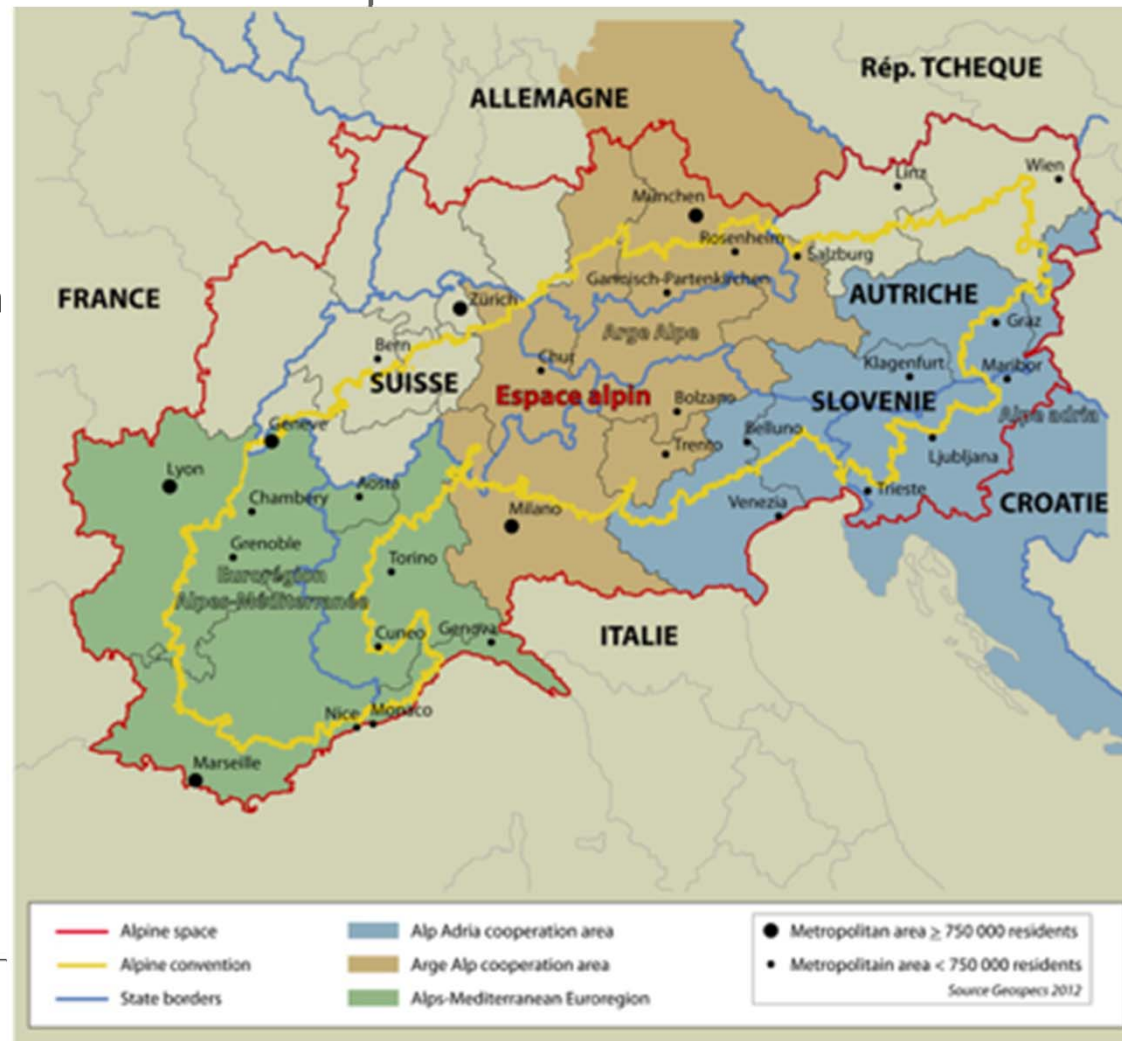 Rép. TCHEQUE
ALLEMAGNE
Linz
Wien
München
Rosenheim
Salzburg
Garmisch-Partenkirchen
FRANCE
Zürich
AUTRICHE
Graz
Arge Alpe
Bern
Chur
Klagenfurt
Maribor
SUISSE
Espace alpin
Bolzano
SLOVENIE
Alpe adria
Genève
Belluno
Trento
Ljubljana
Lyon
Aosta
Trieste
Chambéry
Milano
Venezia
CROATIE
Grenoble
Torino
Eurorégion
Alpes-Méditerranée
Cuneo
Genova
ITALIE
Nice
Monaco
Marseille
Alpine space
Alpine convention
State borders
Alp Adria cooperation area
Arge Alp cooperation area
Alps-Mediterranean Euroregion
Metropolitan area ≥ 750 000 residents
Metropolitain area < 750 000 residents
Source Geospecs 2012